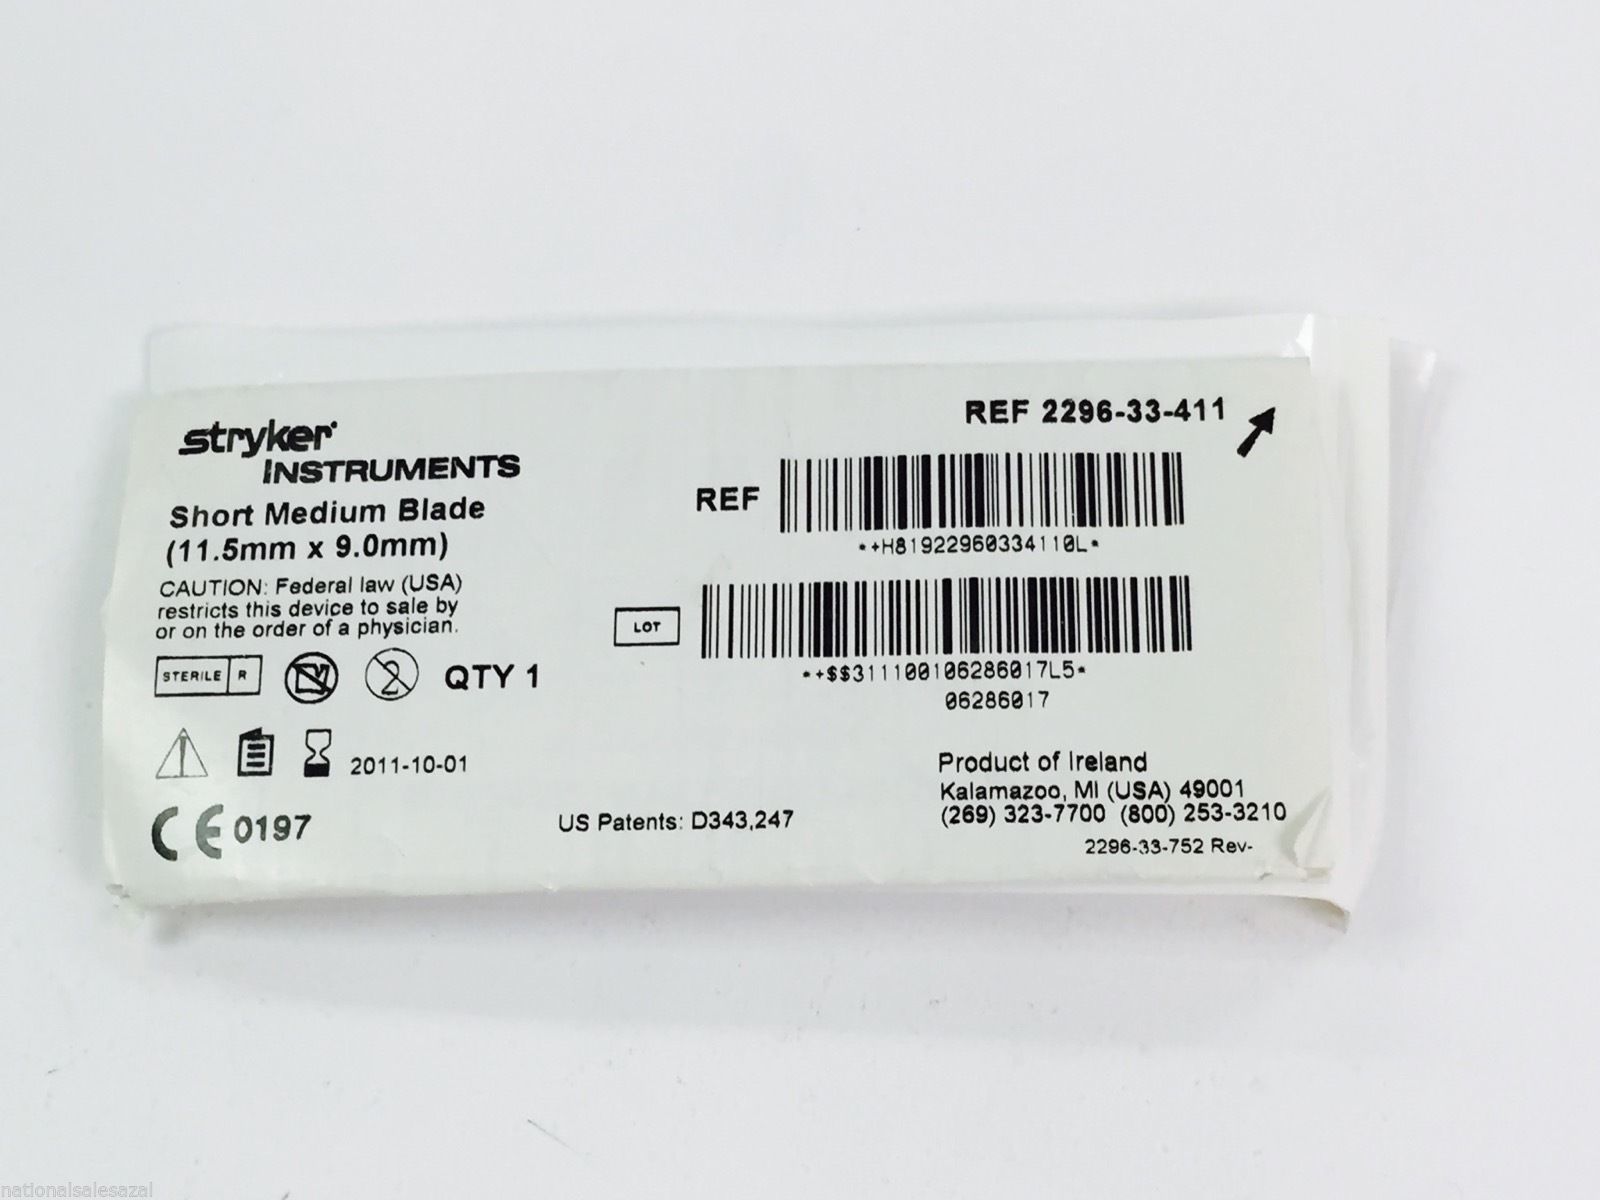 stryker
INSTRUMENTS
Short Medium Blade
(11.5mm x 9.0mm)
CAUTION: Federal law (USA)
restricts this device to sale by
or on the order of a physician.
STERILE R
2
QTY 1
2011-10-01
CE 0197
US Patents: D343,247
REF 2296-33-411
REF
*+H81922960334110L*
LOT
*+$$311100106286017L5*
06286017
Product of Ireland
Kalamazoo, MI (USA) 49001
(269) 323-7700 (800) 253-3210
2296-33-752 Rev-
nationalsalesazal